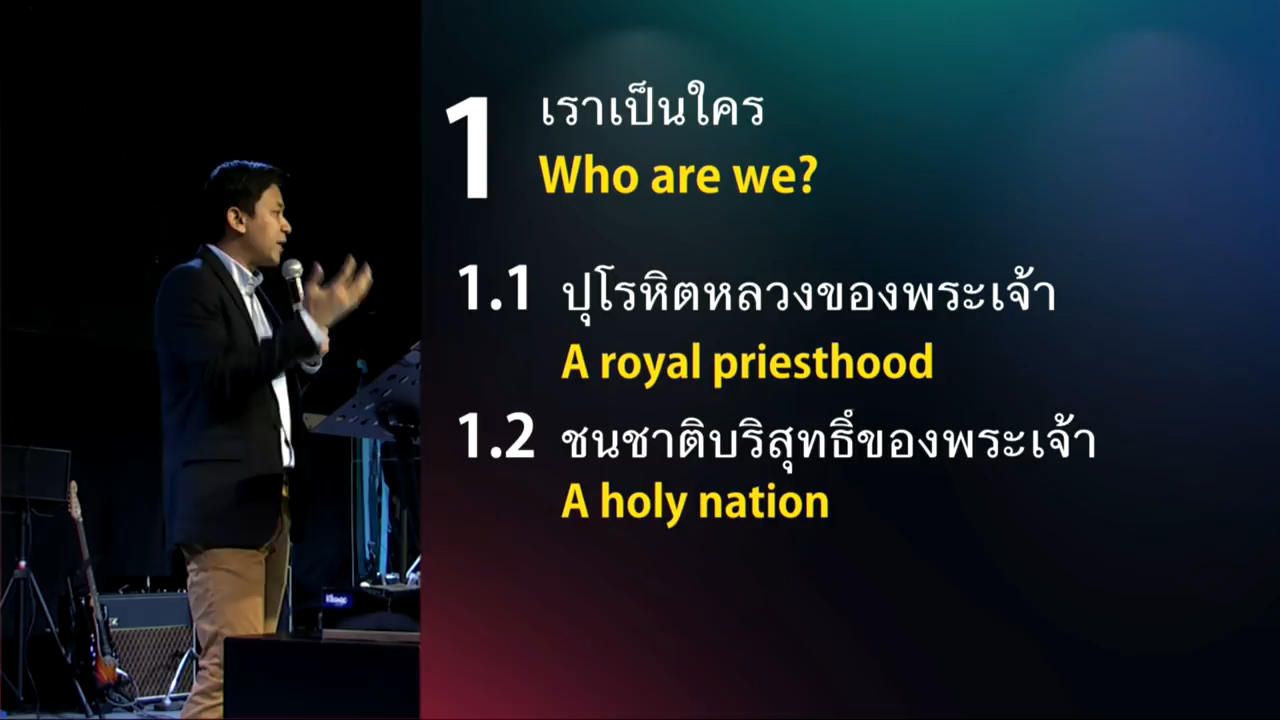 1 เราเป็นใคร
Who are we?
1.1 ปุโรหิตหลวงของพระเจ้า
A royal priesthood
1.2 ชนชาติบริสุทธิ์ของพระเจ้า
A holy nation